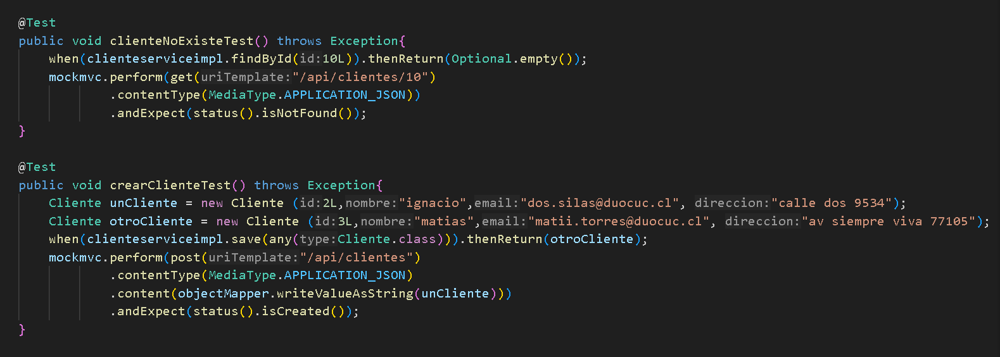 @Test
public void clienteNoExisteTest() throws Exception{
when(clienteserviceimpl.findById(id:10L)).thenReturn(Optional.empty());
mockmvc.perform(get(uriTemplate:"/api/clientes/10")
.contentType(MediaType.APPLICATION_JSON))
.andExpect(status().isNotFound());
}
@Test
public void crearClienteTest() throws Exception{
Cliente unCliente = new Cliente (id:2L,nombre:"ignacio",email:"dos.silas@duocuc.cl", direccion:"calle dos 9534");
Cliente otroCliente = new Cliente (id:3L,nombre:"matias",email:"matii.torres@duocuc.cl", direccion:"av siempre viva 77105");
when(clienteserviceimpl.save(any(type:Cliente.class))).thenReturn(otroCliente);
mockmvc.perform(post(uriTemplate:"/api/clientes")
.contentType(MediaType.APPLICATION_JSON)
.content(objectMapper.writeValueAsString(unCliente)))
.andExpect(status().isCreated());
}